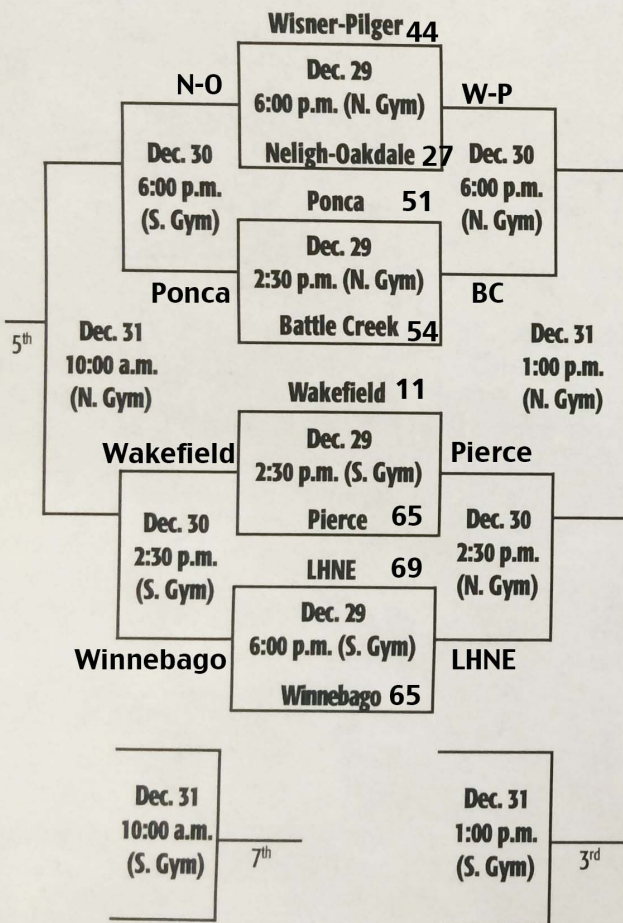 Wisner-Pilger 44
Dec. 29
6:00 p.m. (N. Gym)
Neligh-Oakdale 27
N-O
W-P
Dec. 30
6:00 p.m.
(S. Gym)
Dec. 30
6:00 p.m.
(N. Gym)
Ponca 51
Dec. 29
2:30 p.m. (N. Gym)
Battle Creek 54
Ponca
BC
5th
Dec. 31
10:00 a.m.
(N. Gym)
Dec. 31
1:00 p.m.
(N. Gym)
Wakefield 11
Dec. 29
2:30 p.m. (S. Gym)
Pierce 65
Wakefield
Pierce
Dec. 30
2:30 p.m.
(S. Gym)
Dec. 30
2:30 p.m.
(N. Gym)
LHNE 69
Dec. 29
6:00 p.m. (S. Gym)
Winnebago 65
Winnebago
LHNE
Dec. 31
10:00 a.m.
(S. Gym)
7th
Dec. 31
1:00 p.m.
(S. Gym)
3rd